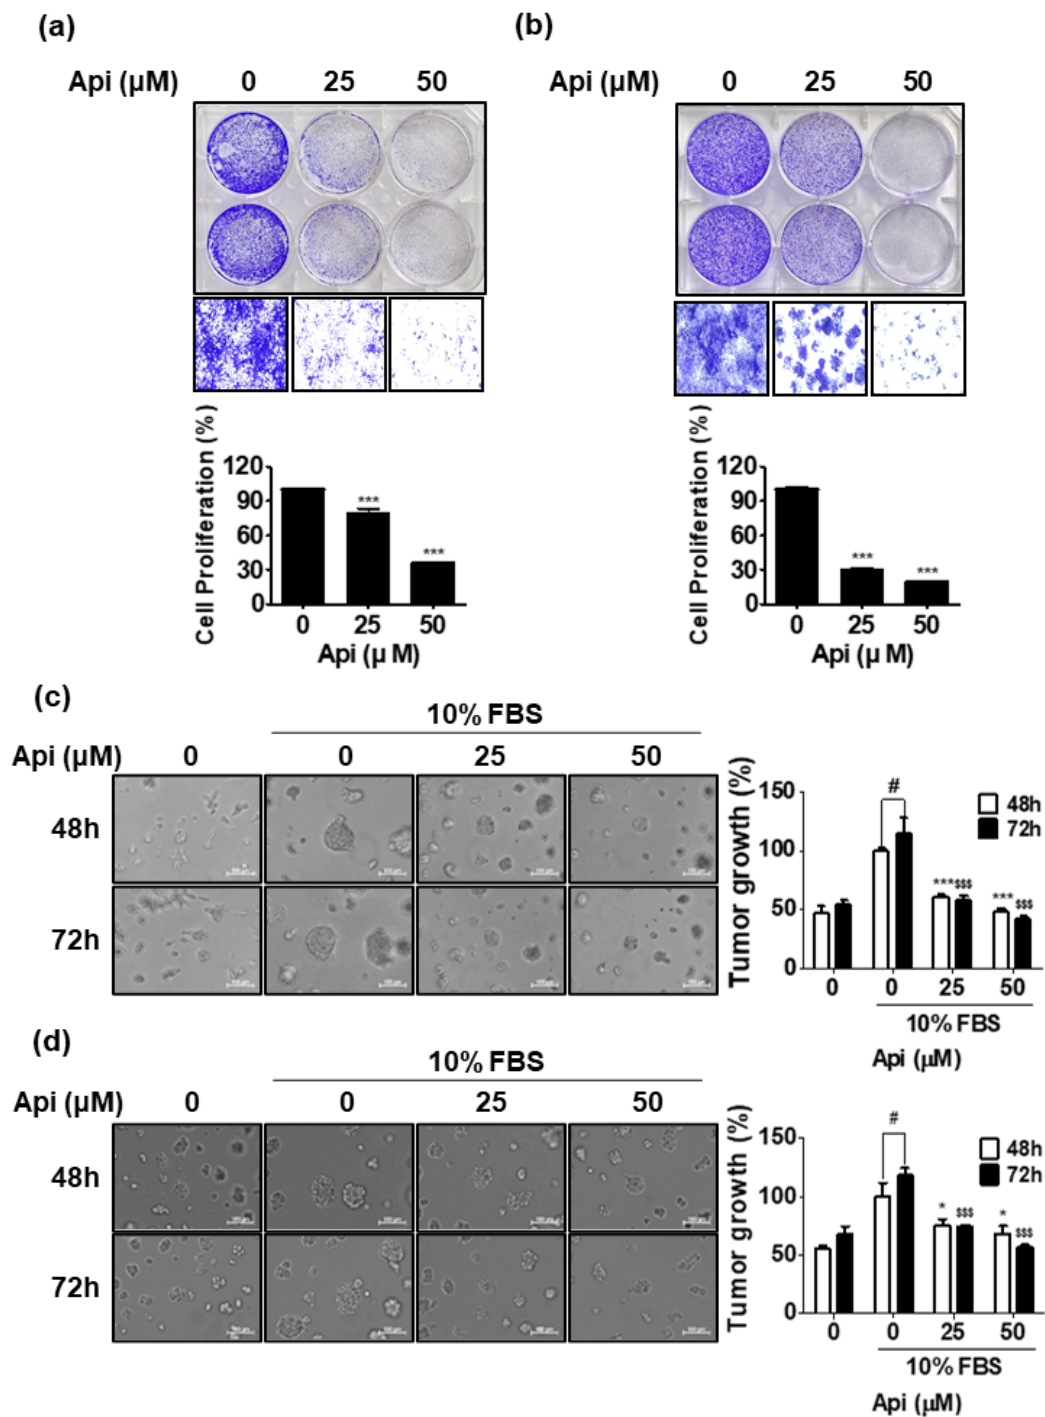 (a)
Api (μM) 0 25 50
Cell Proliferation (%)
120
90
60
30
0
***
***
0 25 50
Api (μ M)
(b)
Api (μM) 0 25 50
Cell Proliferation (%)
120
90
60
30
0
***
***
0 25 50
Api (μ M)
(c)
10% FBS
Api (μM) 0 0 25 50
48h
72h
Tumor growth (%)
150
100
50
0
#
48h
72h
***$$$
***$$$
0 0 25 50
10% FBS
Api (μM)
(d)
10% FBS
Api (μM) 0 0 25 50
48h
72h
Tumor growth (%)
150
100
50
0
#
48h
72h
* $$$
* $$$
0 0 25 50
10% FBS
Api (μM)